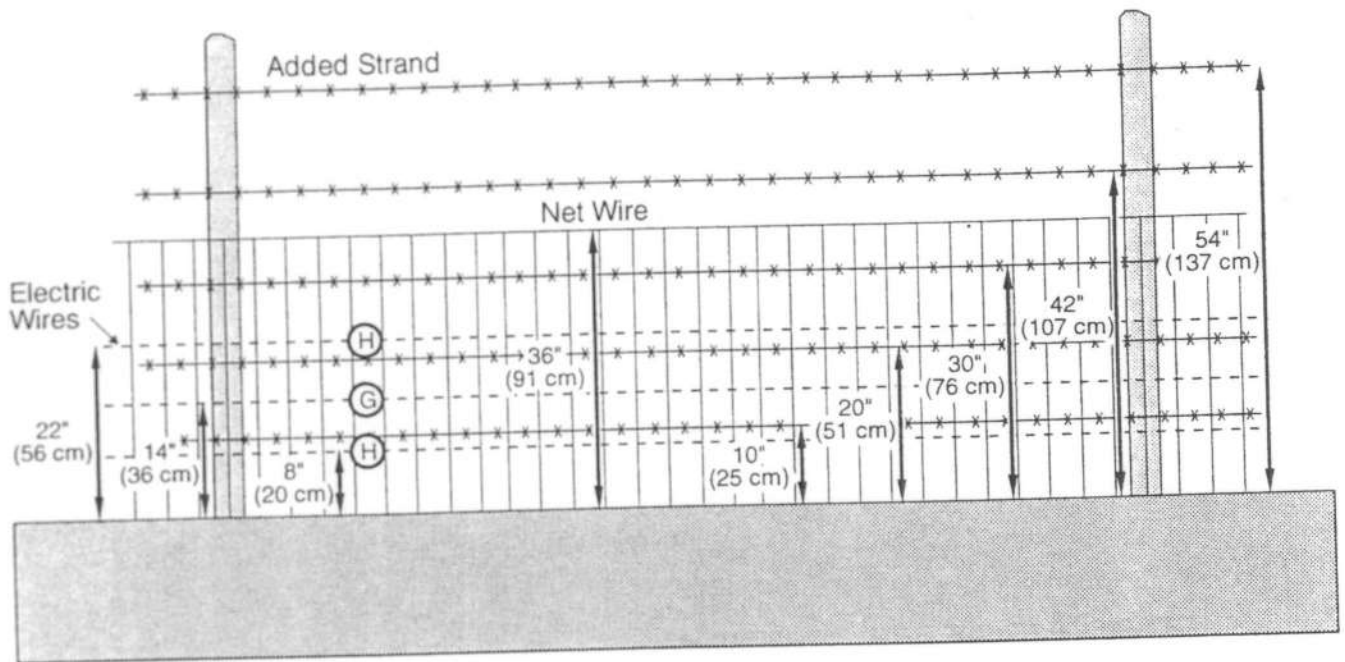 Added Strand
Net Wire
Electric
Wires
H
G
H
54"
(137 cm)
42"
(107 cm)
36"
(91 cm)
30"
(76 cm)
20"
(51 cm)
22"
(56 cm)
14"
(36 cm)
8"
(20 cm)
10"
(25 cm)